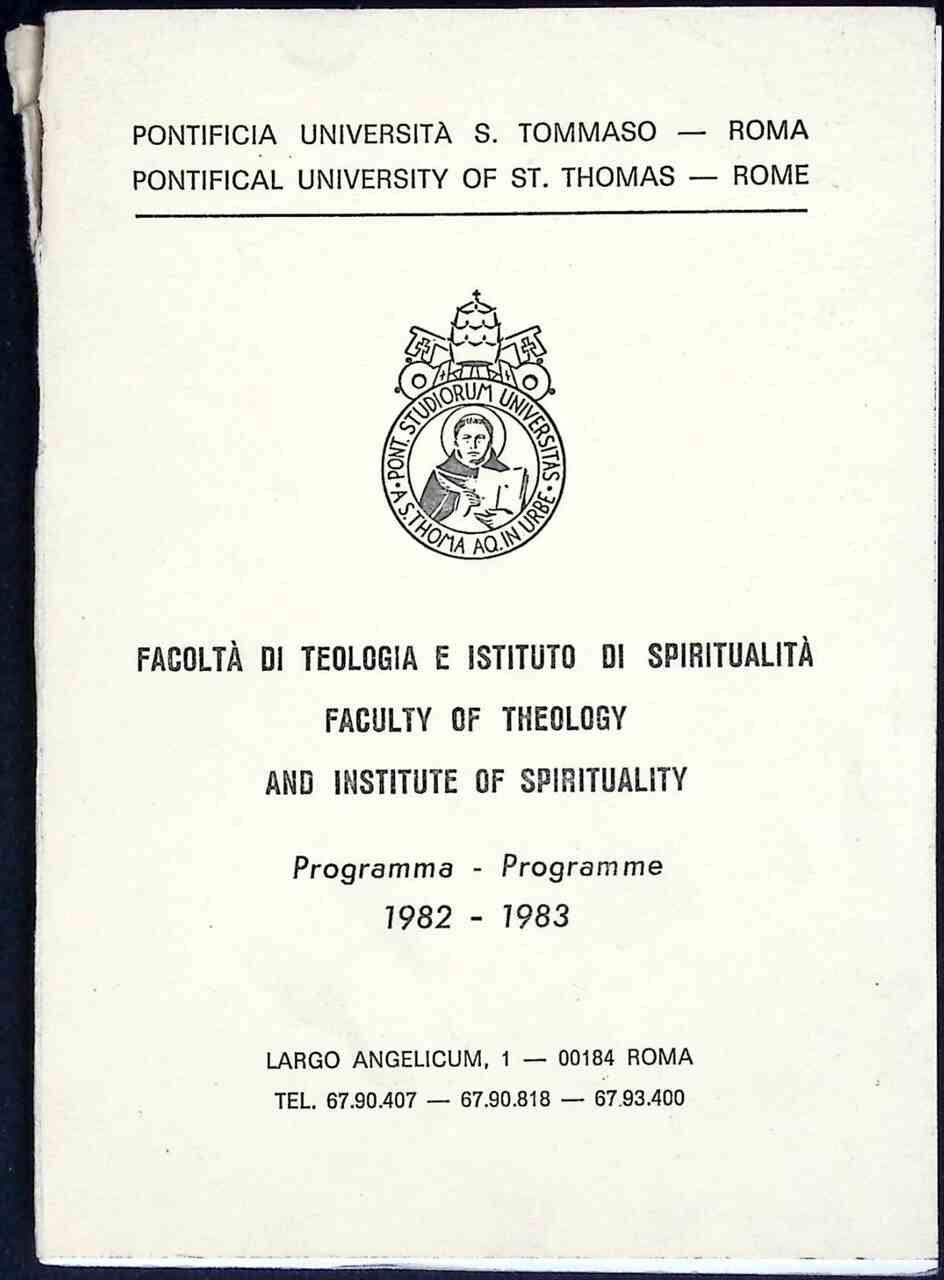 PONTIFICIA UNIVERSITÀ S. TOMMASO — ROMA
PONTIFICAL UNIVERSITY OF ST. THOMAS — ROME
• PONT. STUDIORUM UNIVERSITAS •
A S. THOMA AQ. IN URBE
FACOLTÀ DI TEOLOGIA E ISTITUTO DI SPIRITUALITÀ
FACULTY OF THEOLOGY
AND INSTITUTE OF SPIRITUALITY
Programma - Programme
1982 - 1983
LARGO ANGELICUM, 1 — 00184 ROMA
TEL. 67.90.407 — 67.90.818 — 67.93.400